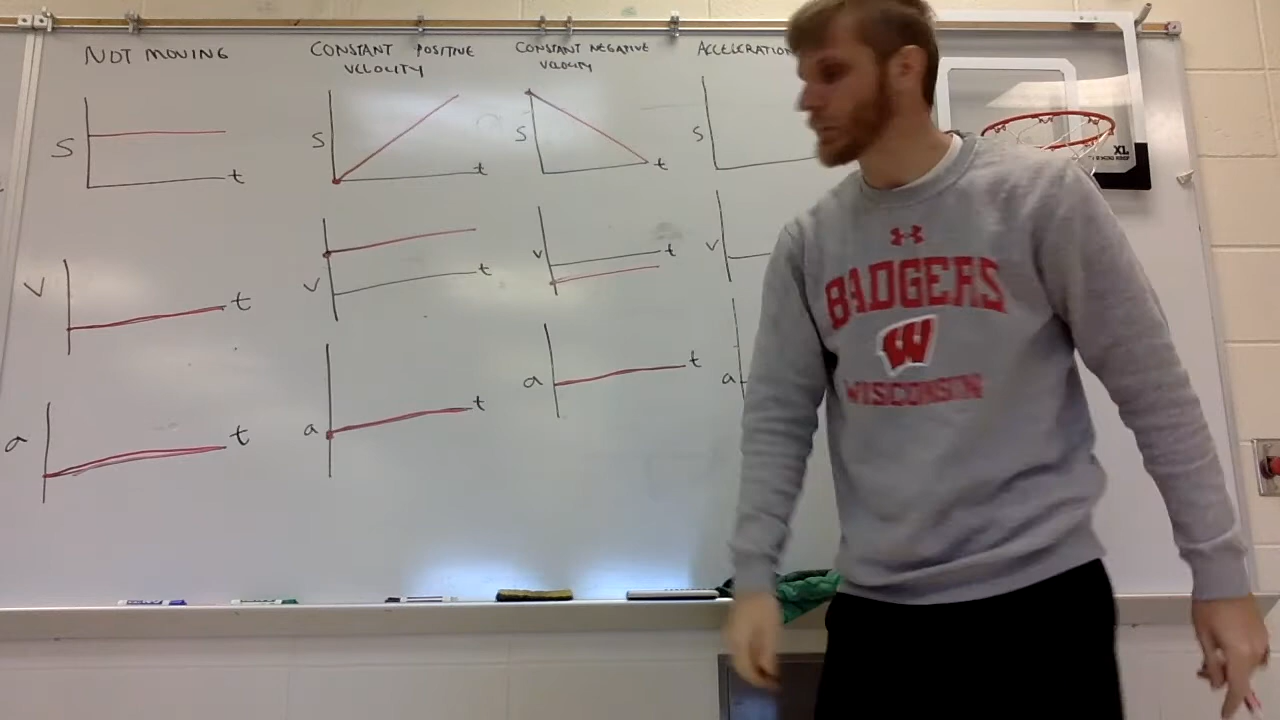 NOT MOVING
CONSTANT POSITIVE
VELOCITY
CONSTANT NEGATIVE
VELOCITY
ACCELERATION
S
t
S
t
S
t
S
V
t
V
t
V
t
V
a
t
a
t
a
t
a
BADGERS
W
WISCONSIN
XL